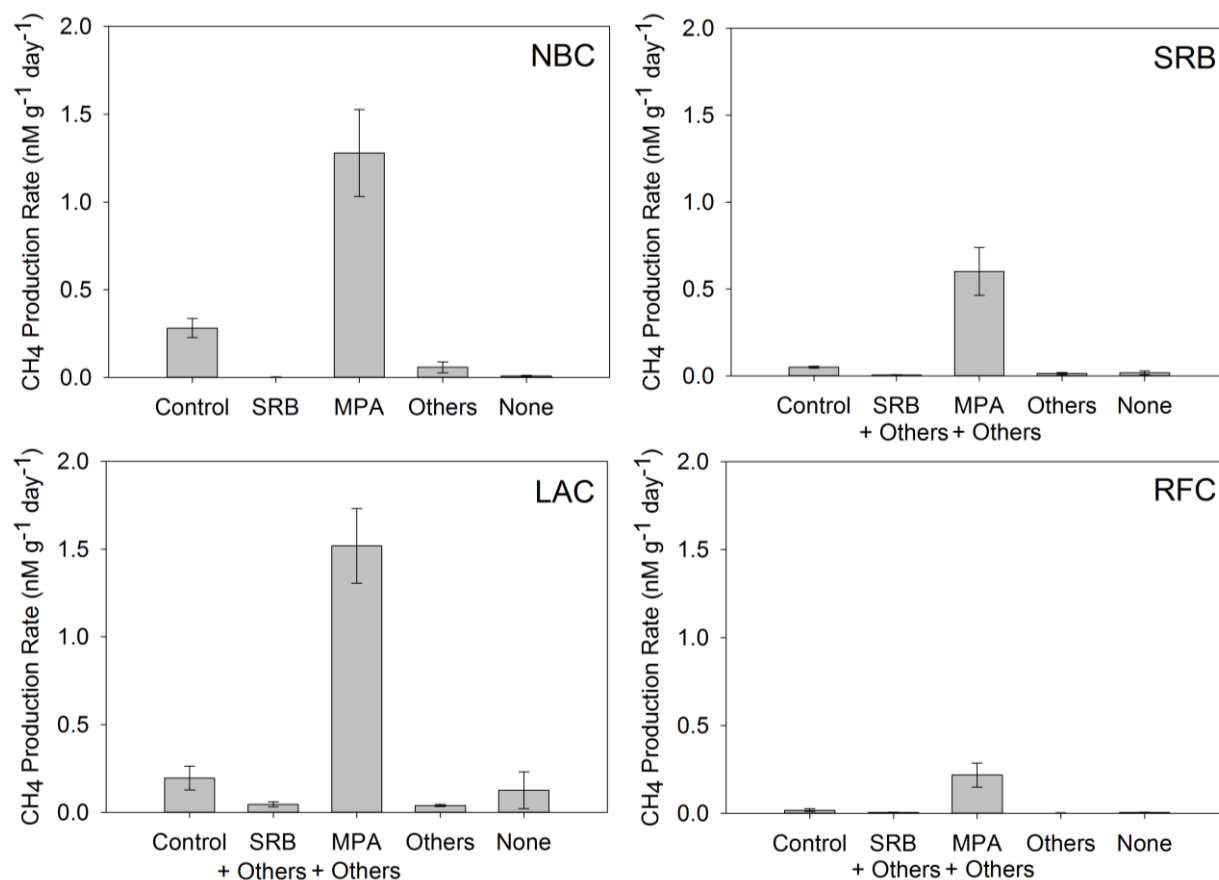 NBC
CH4 Production Rate (nM g-1 day-1)
2.0
1.5
1.0
0.5
0.0
Control SRB MPA Others None
SRB
CH4 Production Rate (nM g-1 day-1)
2.0
1.5
1.0
0.5
0.0
Control SRB MPA Others None
+ Others + Others
LAC
CH4 Production Rate (nM g-1 day-1)
2.0
1.5
1.0
0.5
0.0
Control SRB MPA Others None
+ Others + Others
RFC
CH4 Production Rate (nM g-1 day-1)
2.0
1.5
1.0
0.5
0.0
Control SRB MPA Others None
+ Others + Others